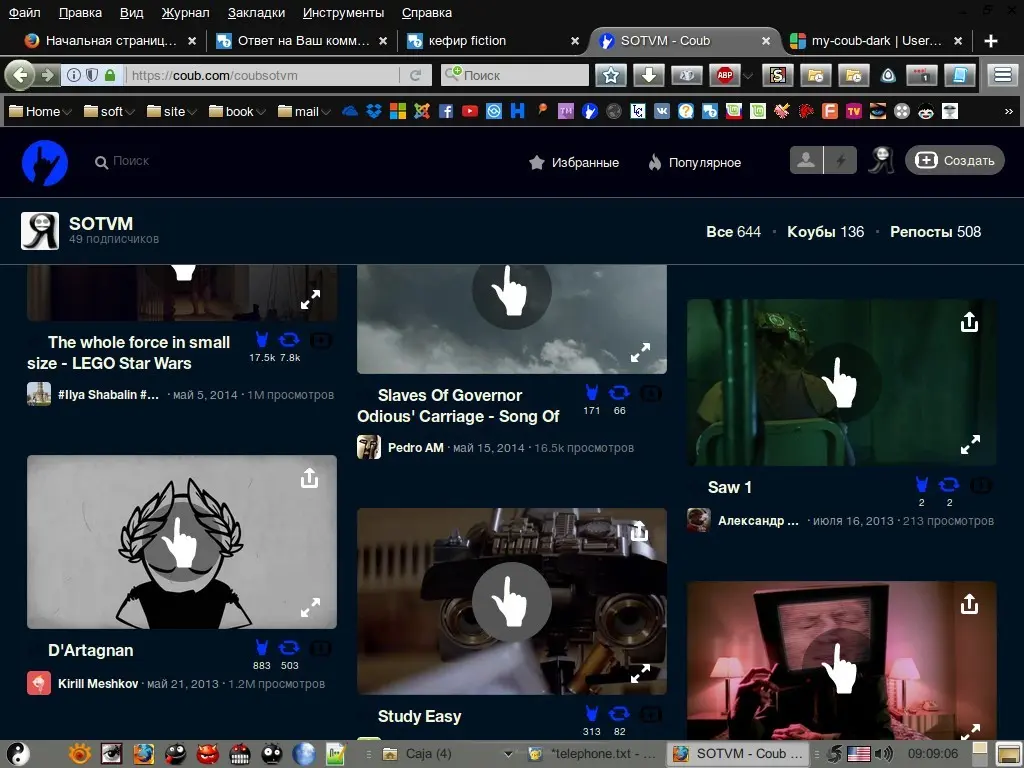 Файл Правка Вид Журнал Закладки Инструменты Справка
Начальная страниц... × Ответ на Ваш комм... × кефир fiction × SOTVM - Coub × my-coub-dark | User... ×
https://coub.com/coubsotvm Поиск ABP
Home soft site book mail »
Поиск Избранные Популярное Создать
SOTVM
49 подписчиков
Все 644 · Коубы 136 · Репосты 508
The whole force in small
size - LEGO Star Wars
17.5k 7.8k
#Ilya Shabalin #... · май 5, 2014 · 1M просмотров
Slaves Of Governor
Odious' Carriage - Song Of
171 66
Pedro AM · май 15, 2014 · 16.5k просмотров
Saw 1
2 2
Александр ... · июля 16, 2013 · 213 просмотров
D'Artagnan
883 503
Kirill Meshkov · май 21, 2013 · 1.2M просмотров
Study Easy
313 82
Caja (4) *telephone.txt - ... SOTVM - Coub ... 09:09:06